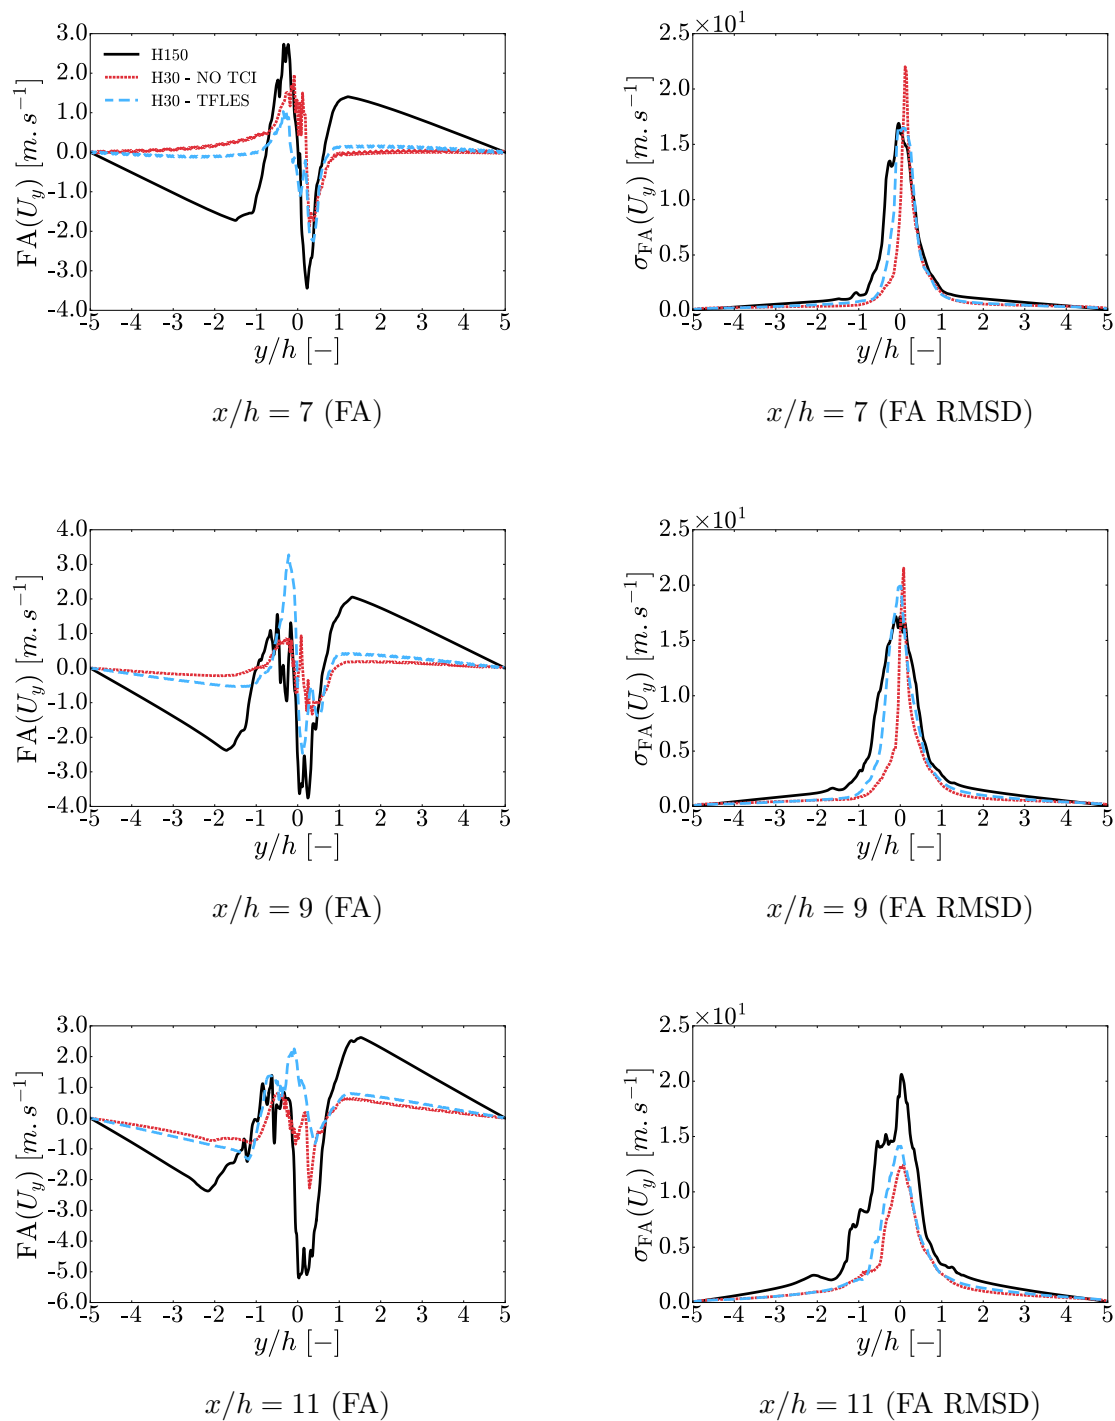 3.0
2.0
1.0
0.0
-1.0
-2.0
-3.0
-4.0
FA(U_y) [m.s⁻¹]
H150
H30 - NO TCI
H30 - TFLES
-5 -4 -3 -2 -1 0 1 2 3 4 5
y/h [−]
x/h = 7 (FA)
2.5 ×10¹
2.0
1.5
1.0
0.5
0.0
σ_FA(U_y) [m.s⁻¹]
-5 -4 -3 -2 -1 0 1 2 3 4 5
y/h [−]
x/h = 7 (FA RMSD)
4.0
3.0
2.0
1.0
0.0
-1.0
-2.0
-3.0
-4.0
FA(U_y) [m.s⁻¹]
-5 -4 -3 -2 -1 0 1 2 3 4 5
y/h [−]
x/h = 9 (FA)
2.5 ×10¹
2.0
1.5
1.0
0.5
0.0
σ_FA(U_y) [m.s⁻¹]
-5 -4 -3 -2 -1 0 1 2 3 4 5
y/h [−]
x/h = 9 (FA RMSD)
3.0
2.0
1.0
0.0
-1.0
-2.0
-3.0
-4.0
-5.0
-6.0
FA(U_y) [m.s⁻¹]
-5 -4 -3 -2 -1 0 1 2 3 4 5
y/h [−]
x/h = 11 (FA)
2.5 ×10¹
2.0
1.5
1.0
0.5
0.0
σ_FA(U_y) [m.s⁻¹]
-5 -4 -3 -2 -1 0 1 2 3 4 5
y/h [−]
x/h = 11 (FA RMSD)